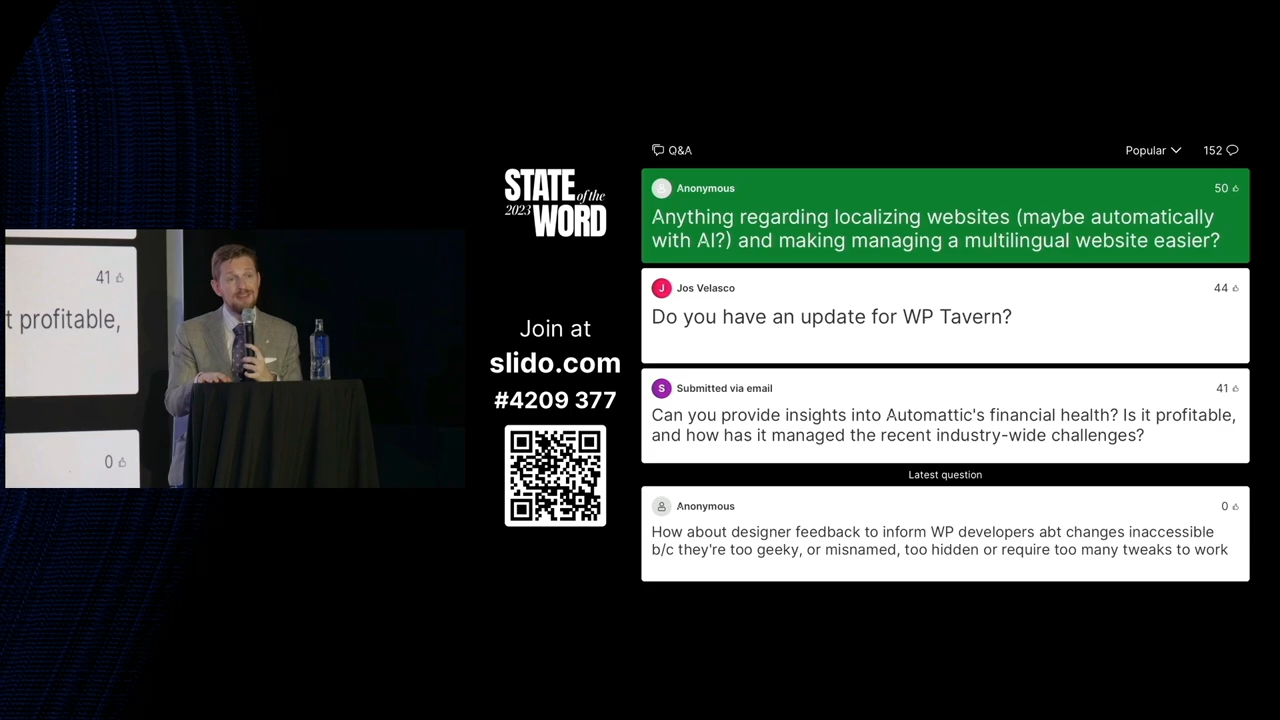 41
t profitable,
0
STATE of the
2023 WORD
Join at
slido.com
#4209 377
Q&A
Popular
152
Anonymous
50
Anything regarding localizing websites (maybe automatically
with AI?) and making managing a multilingual website easier?
J
Jos Velasco
44
Do you have an update for WP Tavern?
S
Submitted via email
41
Can you provide insights into Automattic's financial health? Is it profitable,
and how has it managed the recent industry-wide challenges?
Latest question
Anonymous
0
How about designer feedback to inform WP developers abt changes inaccessible
b/c they're too geeky, or misnamed, too hidden or require too many tweaks to work